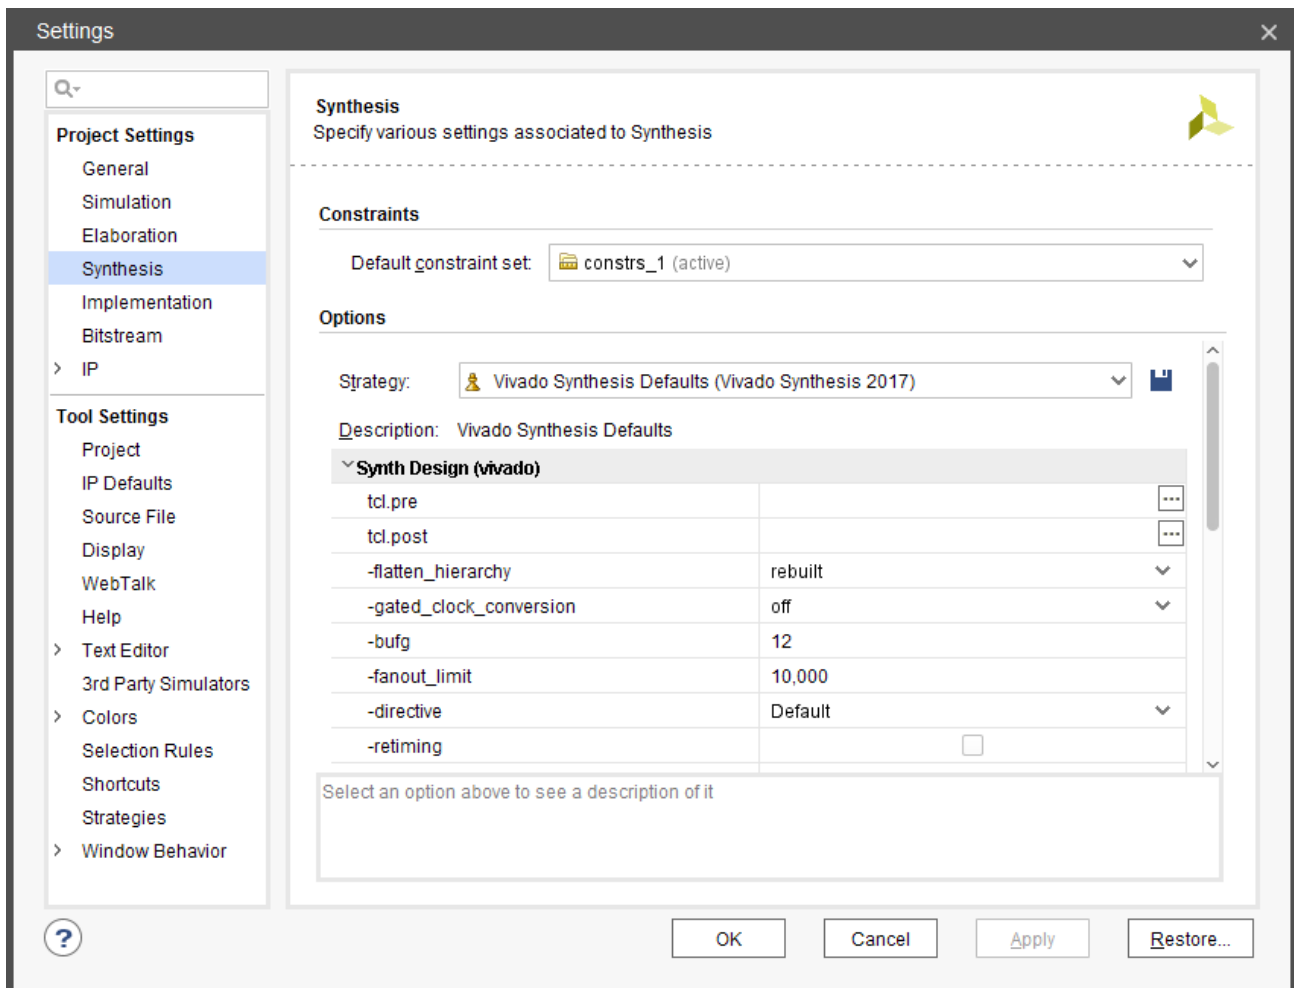 Settings
Project Settings
General
Simulation
Elaboration
Synthesis
Implementation
Bitstream
IP
Tool Settings
Project
IP Defaults
Source File
Display
WebTalk
Help
Text Editor
3rd Party Simulators
Colors
Selection Rules
Shortcuts
Strategies
Window Behavior
Synthesis
Specify various settings associated to Synthesis
Constraints
Default constraint set: constrs_1 (active)
Options
Strategy: Vivado Synthesis Defaults (Vivado Synthesis 2017)
Description: Vivado Synthesis Defaults
Synth Design (vivado)
tcl.pre
tcl.post
-flatten_hierarchy rebuilt
-gated_clock_conversion off
-bufg 12
-fanout_limit 10,000
-directive Default
-retiming
Select an option above to see a description of it
? OK Cancel Apply Restore...